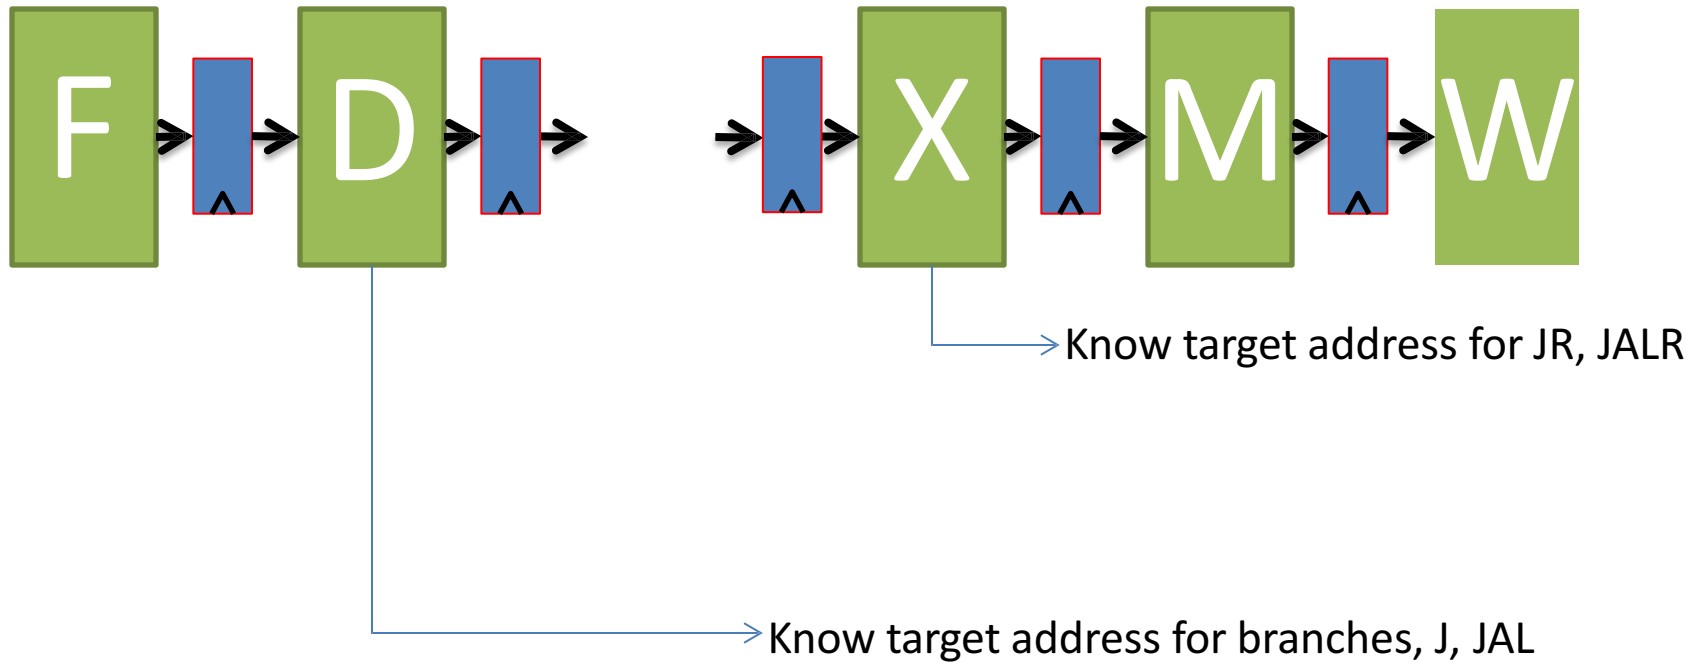 F D X M W
Know target address for JR, JALR
Know target address for branches, J, JAL